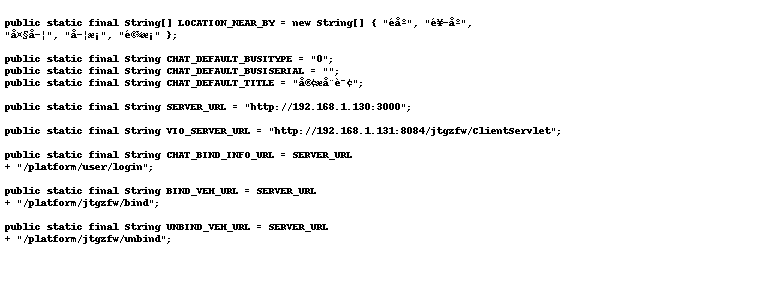 public static final String[] LOCATION_NEAR_BY = new String[] { "éåº", "é¥­åº",
"å¤§å­¦", "å­¦æ¡", "é©¾æ¡" };
public static final String CHAT_DEFAULT_BUSITYPE = "0";
public static final String CHAT_DEFAULT_BUSISERIAL = "";
public static final String CHAT_DEFAULT_TITLE = "å®¢æå¨è¯¢";
public static final String SERVER_URL = "http://192.168.1.130:3000";
public static final String VIO_SERVER_URL = "http://192.168.1.131:8084/jtgzfw/ClientServlet";
public static final String CHAT_BIND_INFO_URL = SERVER_URL
+ "/platform/user/login";
public static final String BIND_VEH_URL = SERVER_URL
+ "/platform/jtgzfw/bind";
public static final String UNBIND_VEH_URL = SERVER_URL
+ "/platform/jtgzfw/unbind";